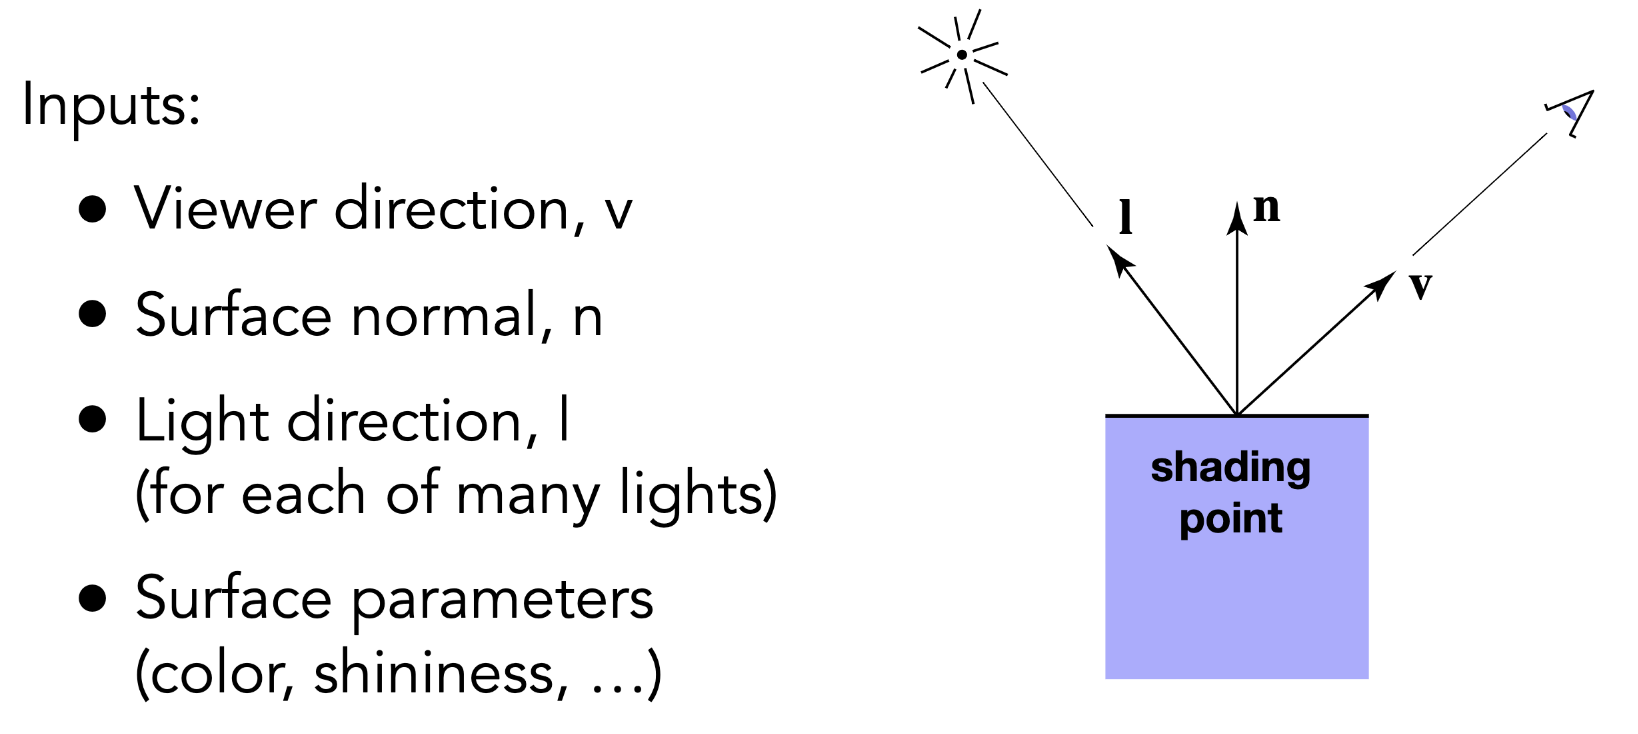 Inputs:
● Viewer direction, v
● Surface normal, n
● Light direction, l
(for each of many lights)
● Surface parameters
(color, shininess, …)
l
n
v
shading
point